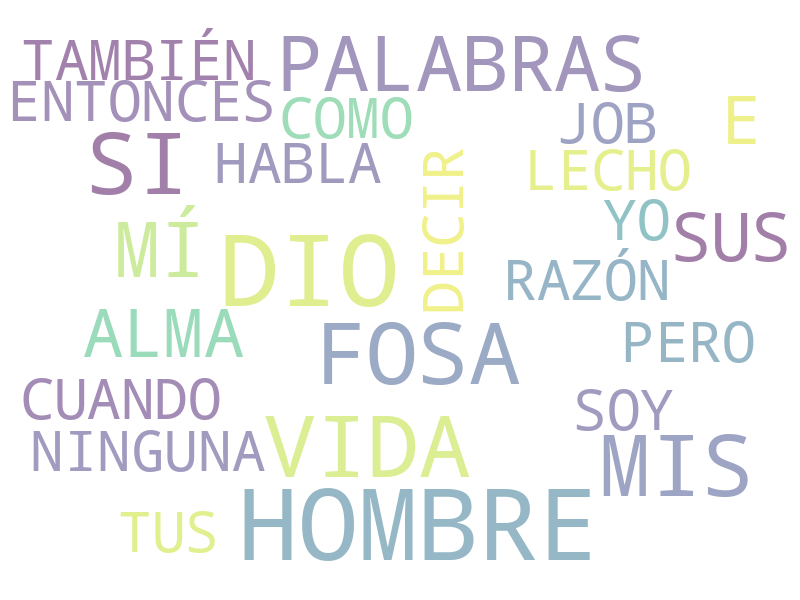 TAMBIÉN
PALABRAS
ENTONCES
COMO
JOB
E
SI
HABLA
DECIR
LECHO
MÍ
DIO
YO
SUS
RAZÓN
ALMA
FOSA
PERO
CUANDO
SOY
NINGUNA
VIDA
MIS
TUS
HOMBRE